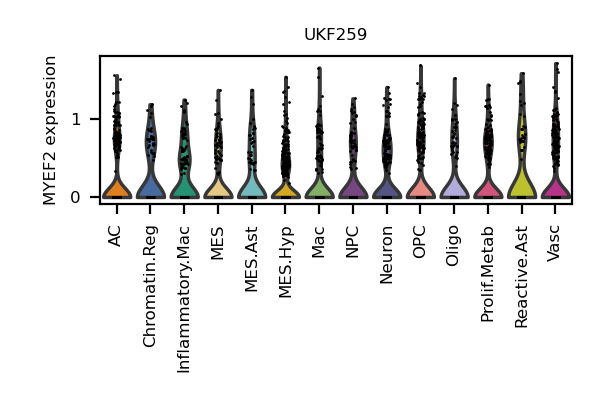 UKF259
MYEF2 expression
1
0
AC
Chromatin.Reg
Inflammatory.Mac
MES
MES.Ast
MES.Hyp
Mac
NPC
Neuron
OPC
Oligo
Prolif.Metab
Reactive.Ast
Vasc